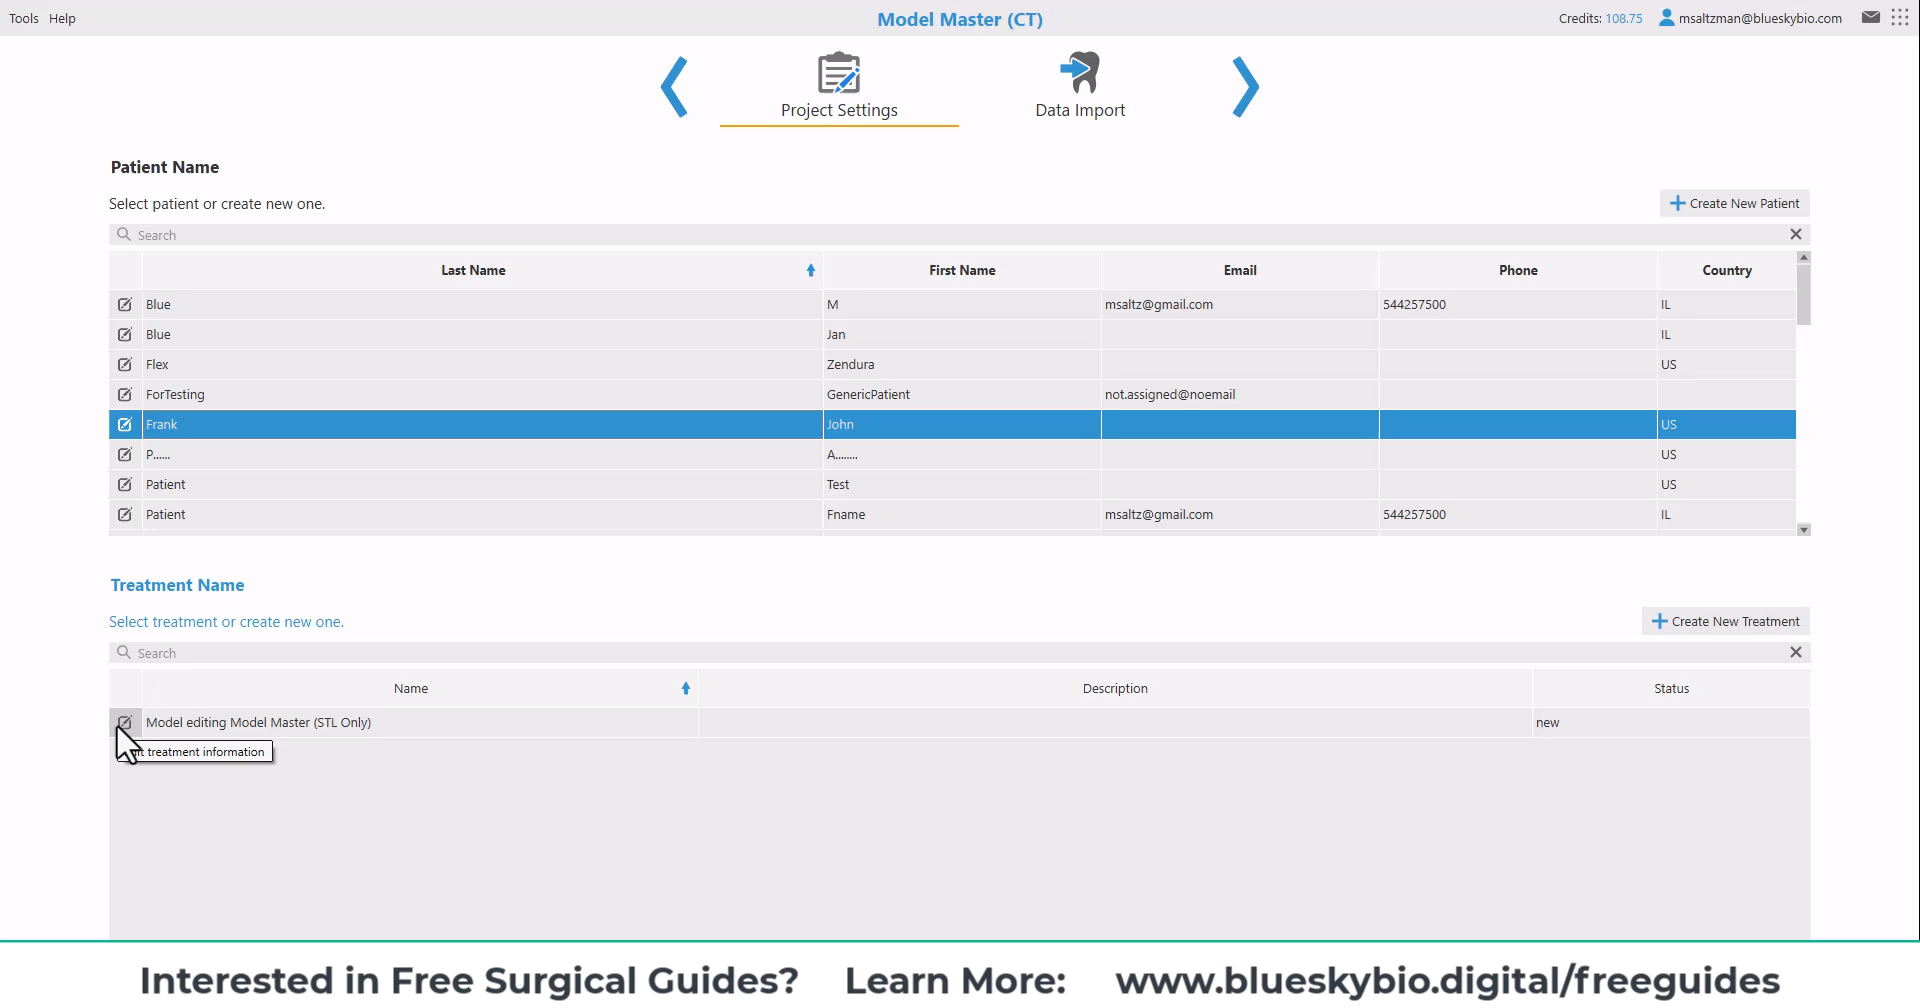 Tools Help
Model Master (CT)
Credits: 108.75 msaltzman@blueskybio.com
Project Settings
Data Import
Patient Name
Select patient or create new one.
Create New Patient
Search
Last Name First Name Email Phone Country
Blue M msaltz@gmail.com 544257500 IL
Blue Jan IL
Flex Zendura US
ForTesting GenericPatient not.assigned@noemail
Frank John US
P...... A........ US
Patient Test US
Patient Fname msaltz@gmail.com 544257500 IL
Treatment Name
Select treatment or create new one.
Create New Treatment
Search
Name Description Status
Model editing Model Master (STL Only) new
treatment information
Interested in Free Surgical Guides? Learn More: www.blueskybio.digital/freeguides